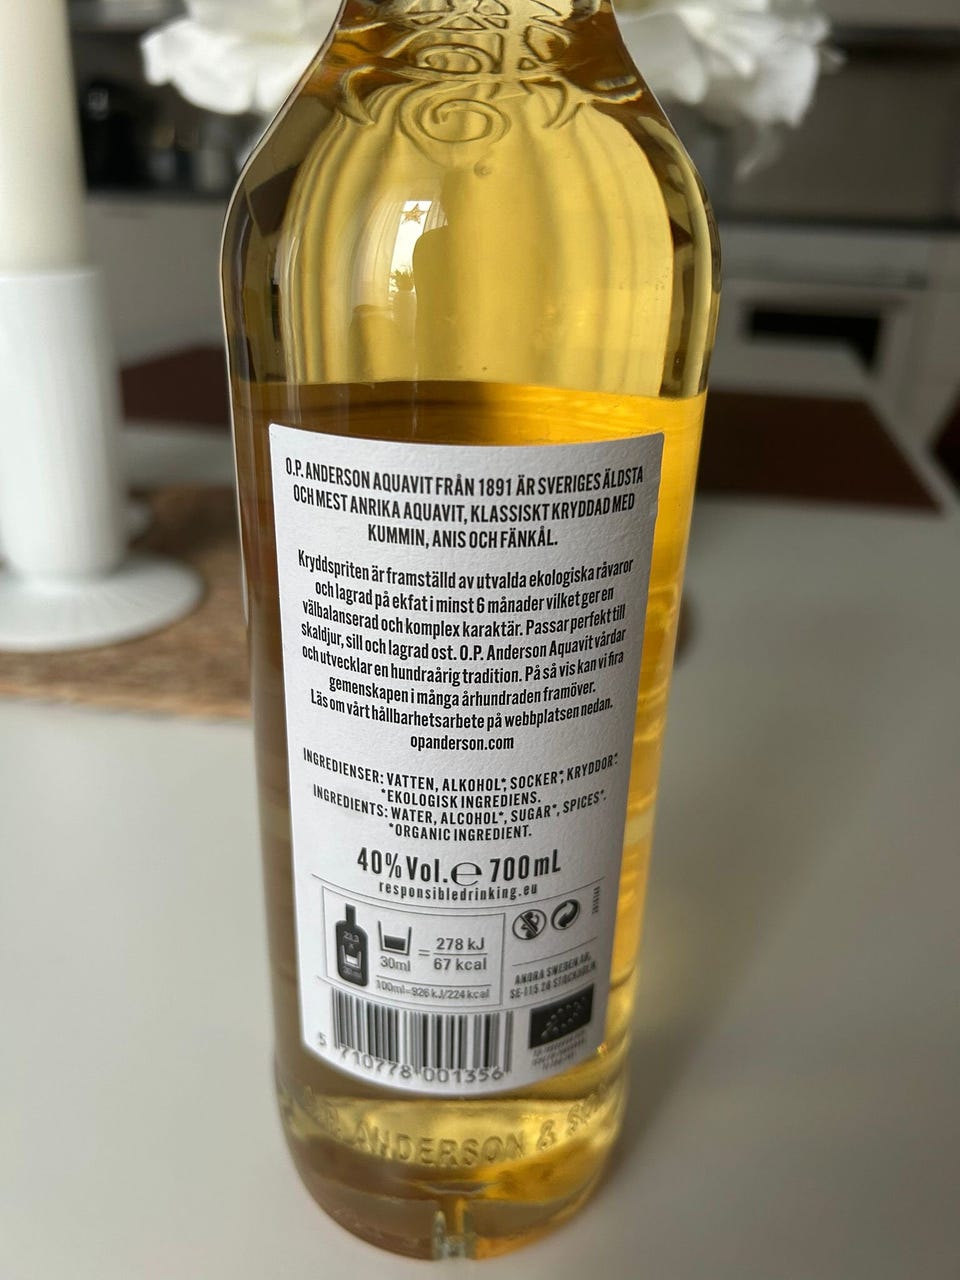 O.P. ANDERSON AQUAVIT FRÅN 1891 ÄR SVERIGES ÄLDSTA
OCH MEST ANRIKA AQUAVIT, KLASSISKT KRYDDAD MED
KUMMIN, ANIS OCH FÄNKÅL.
Kryddspriten är framställd av utvalda ekologiska råvaror
och lagrad på ekfat i minst 6 månader vilket ger en
välbalanserad och komplex karaktär. Passar perfekt till
skaldjur, sill och lagrad ost. O.P. Anderson Aquavit vårdar
och utvecklar en hundraårig tradition. På så vis kan vi fira
gemenskapen i många århundraden framöver.
Läs om vårt hållbarhetsarbete på webbplatsen nedan.
opanderson.com
INGREDIENSER: VATTEN, ALKOHOL*, SOCKER*, KRYDDOR*.
*EKOLOGISK INGREDIENS.
INGREDIENTS: WATER, ALCOHOL*, SUGAR*, SPICES*.
*ORGANIC INGREDIENT.
40% Vol. ℮ 700 mL
responsibledrinking.eu
23,3
x
30ml
30ml
=
278 kJ
67 kcal
100ml=926 kJ/224 kcal
ANORA SWEDEN AB,
SE-115 26 STOCKHOLM.
5 710778 001356
O.P. ANDERSON &